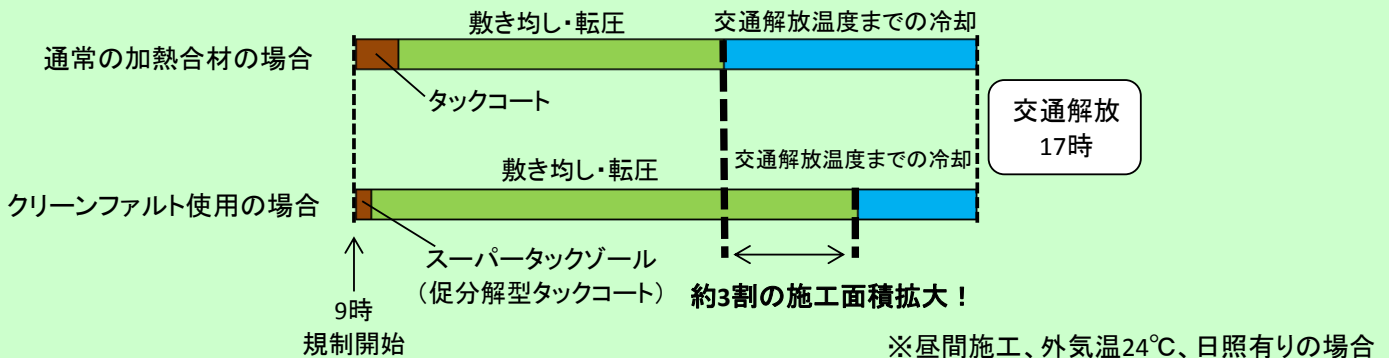 敷き均し・転圧
交通解放温度までの冷却
通常の加熱合材の場合
タックコート
交通解放
17時
敷き均し・転圧
交通解放温度までの冷却
クリーンファルト使用の場合
スーパータックゾール
（促分解型タックコート）
約3割の施工面積拡大！
9時
規制開始
※昼間施工、外気温24℃、日照有りの場合